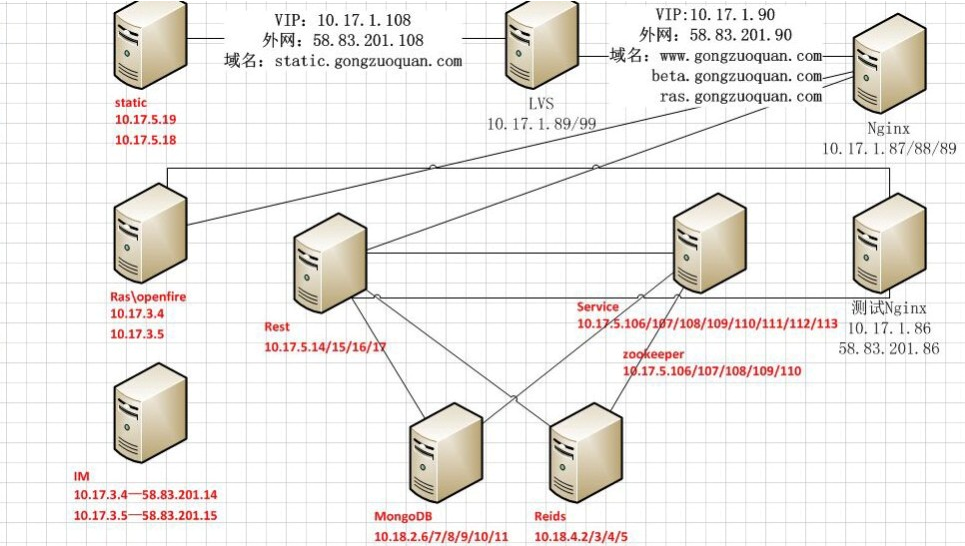 VIP: 10.17.1.108
外网: 58.83.201.108
域名: static.gongzuoquan.com
VIP:10.17.1.90
外网: 58.83.201.90
域名: www.gongzuoquan.com
beta.gongzuoquan.com
ras.gongzuoquan.com
static
10.17.5.19
10.17.5.18
LVS
10.17.1.89/99
Nginx
10.17.1.87/88/89
Ras\openfire
10.17.3.4
10.17.3.5
Rest
10.17.5.14/15/16/17
Service
10.17.5.106/107/108/109/110/111/112/113
zookeeper
10.17.5.106/107/108/109/110
测试Nginx
10.17.1.86
58.83.201.86
IM
10.17.3.4—58.83.201.14
10.17.3.5—58.83.201.15
MongoDB
10.18.2.6/7/8/9/10/11
Reids
10.18.4.2/3/4/5